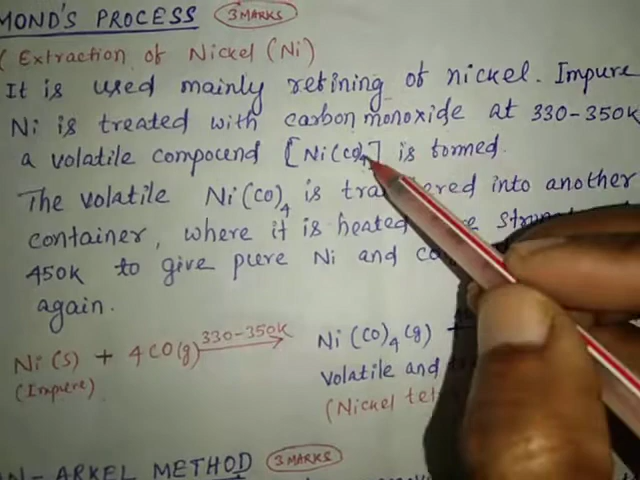 MOND'S PROCESS 3 MARKS
(Extraction of Nickel (Ni)
It is used mainly refining of nickel. Impure
Ni is treated with carbon monoxide at 330-350K
a volatile compound [Ni(CO)4] is formed.
The volatile Ni(CO)4 is into another
container, where it is heated
450K to give pure Ni and
again.
Ni(s) + 4CO(g) 330-350K Ni(CO)4(g) +
(Impure) volatile and
(Nickel
ARKEL METHOD 3 MARKS